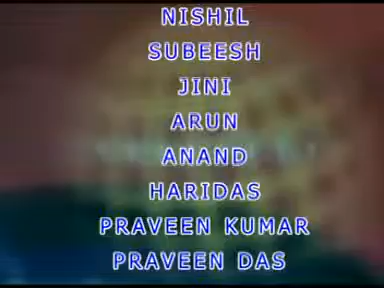 NISHIL
SUBEESH
JINI
ARUN
ANAND
HARIDAS
PRAVEEN KUMAR
PRAVEEN DAS